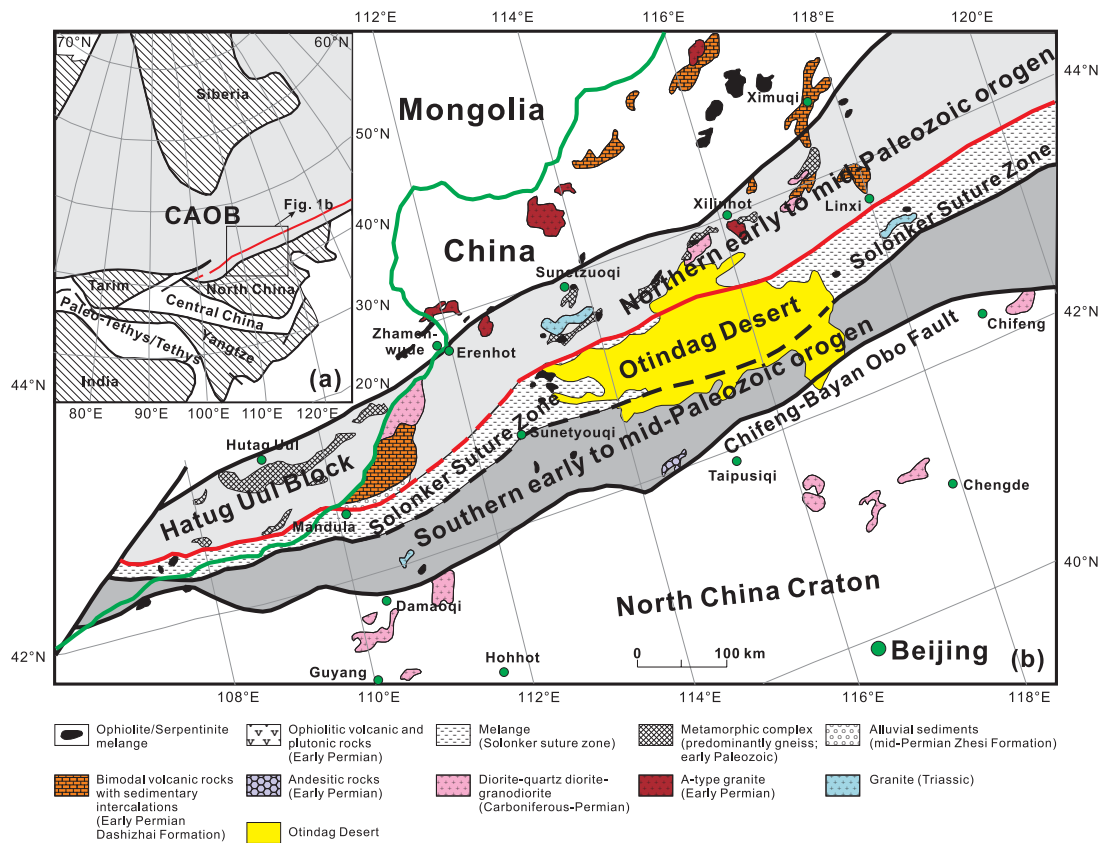 112°E
114°E
116°E
118°E
120°E
70°N
60°N
Siberia
50°N
CAOB
Fig. 1b
40°N
30°N
Tarim
North China
Central China
Paleo-Tethys/Tethys
Yangtze
20°N
India
(a)
80°E
90°E
100°E
110°E
120°E
44°N
42°N
40°N
44°N
42°N
Mongolia
China
Ximuqi
Northern early to mid-Paleozoic orogen
Xilinhot
Linxi
Solonker Suture Zone
Sunetzuoqi
Zhamen-
wude
Erenhot
Otindag Desert
Chifeng
Chifeng-Bayan Obo Fault
Solonker Suture Zone
Sunetyouqi
Southern early to mid-Paleozoic orogen
Hutag Uul
Hatug Uul Block
Mandula
Taipusiqi
Chengde
North China Craton
Damaoqi
Guyang
Hohhot
0
100 km
Beijing
(b)
108°E
110°E
112°E
114°E
116°E
118°E
Ophiolite/Serpentinite
melange
Ophiolitic volcanic and
plutonic rocks
(Early Permian)
Melange
(Solonker suture zone)
Metamorphic complex
(predominantly gneiss;
early Paleozoic)
Alluvial sediments
(mid-Permian Zhesi Formation)
Bimodal volcanic rocks
with sedimentary
intercalations
(Early Permian
Dashizhai Formation)
Andesitic rocks
(Early Permian)
Diorite-quartz diorite-
granodiorite
(Carboniferous-Permian)
A-type granite
(Early Permian)
Granite (Triassic)
Otindag Desert